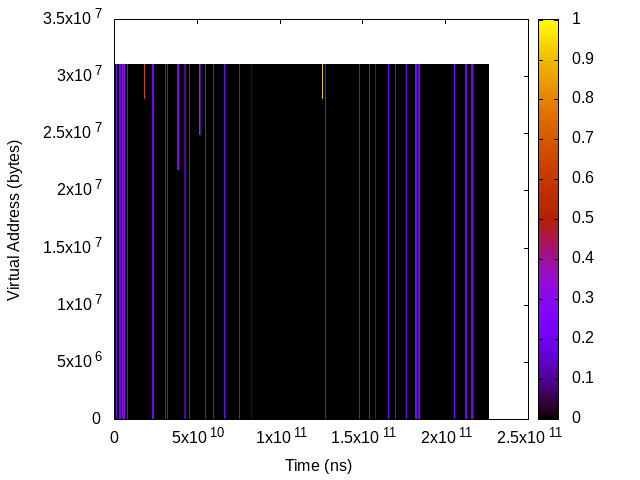 3.5x10^7
3x10^7
2.5x10^7
2x10^7
1.5x10^7
1x10^7
5x10^6
0
Virtual Address (bytes)
0
5x10^10
1x10^11
1.5x10^11
2x10^11
2.5x10^11
Time (ns)
1
0.9
0.8
0.7
0.6
0.5
0.4
0.3
0.2
0.1
0